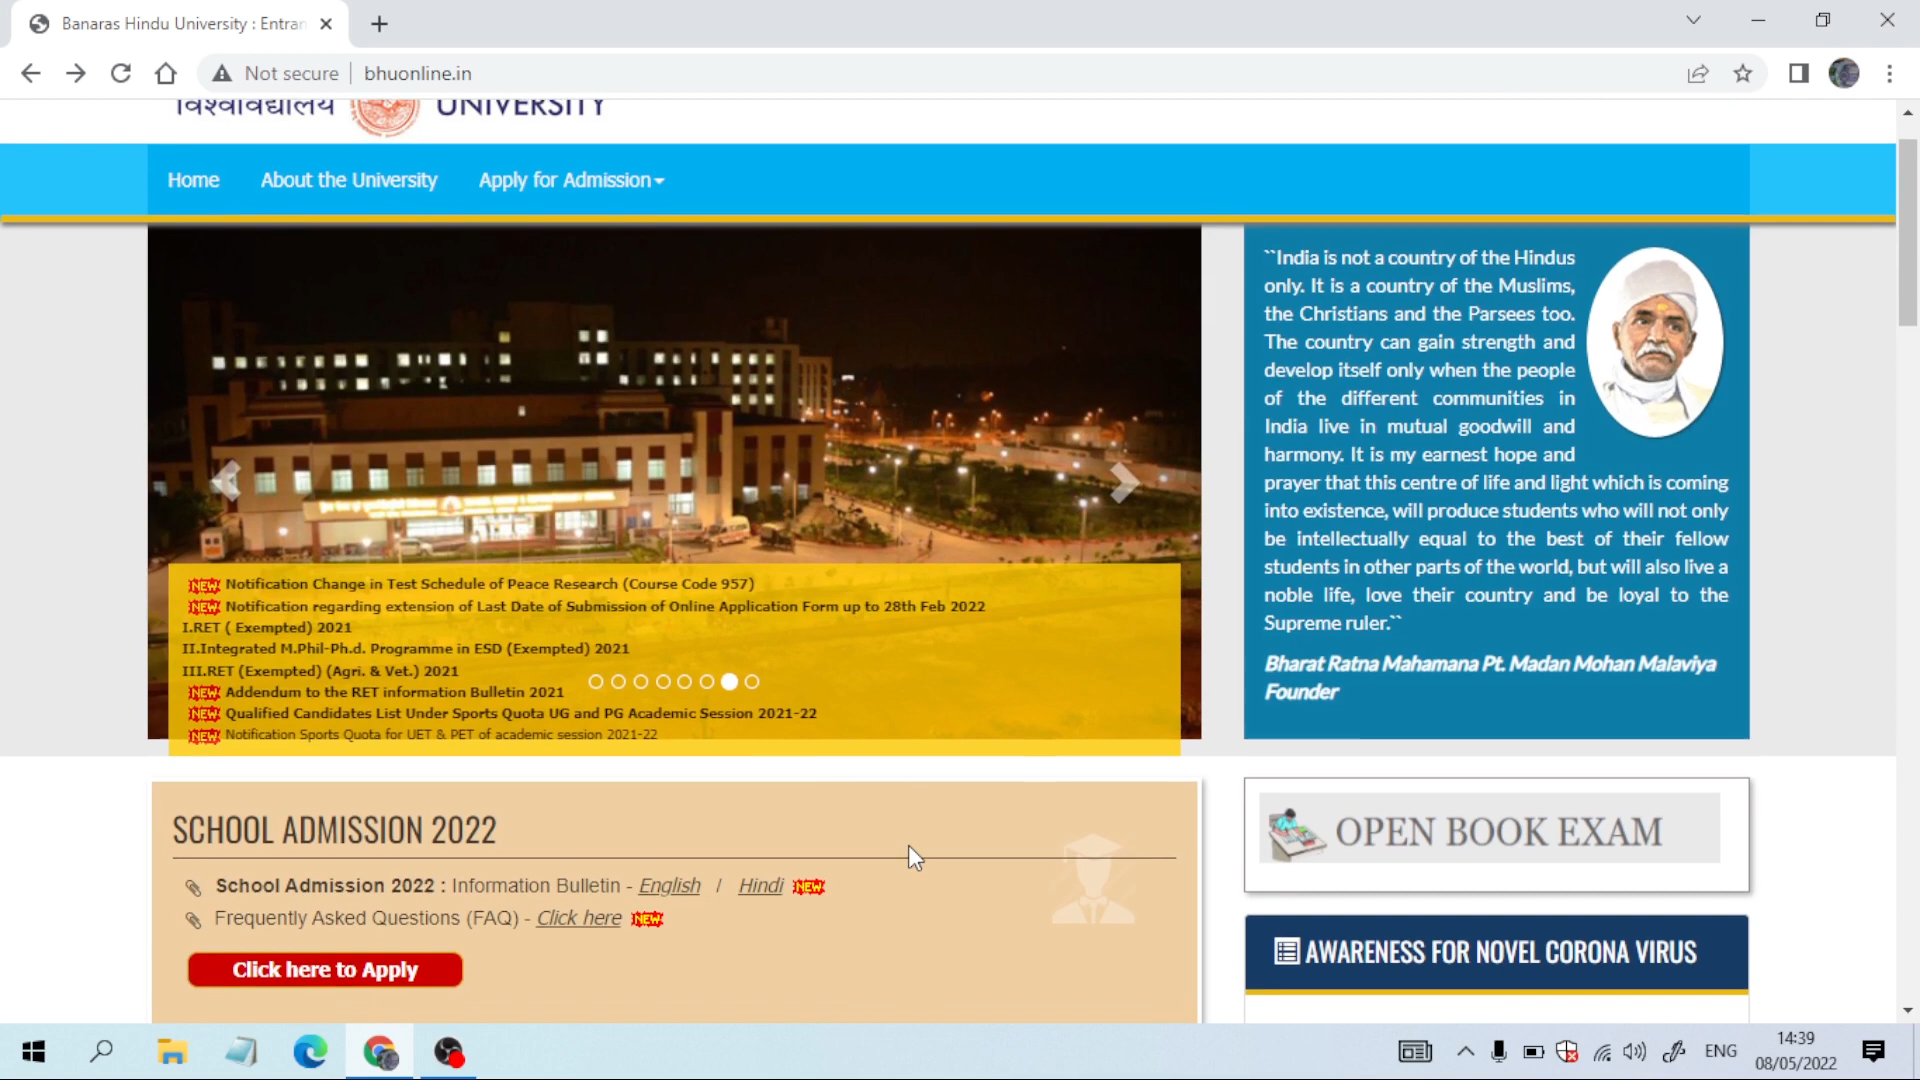 Banaras Hindu University : Entran
Not secure
bhuonline.in
विश्वविद्यालय
UNIVERSITY
Home
About the University
Apply for Admission
NEW Notification Change in Test Schedule of Peace Research (Course Code 957)
NEW Notification regarding extension of Last Date of Submission of Online Application Form up to 28th Feb 2022
I.RET ( Exempted) 2021
II.Integrated M.Phil-Ph.d. Programme in ESD (Exempted) 2021
III.RET (Exempted) (Agri. & Vet.) 2021
NEW Addendum to the RET information Bulletin 2021
NEW Qualified Candidates List Under Sports Quota UG and PG Academic Session 2021-22
NEW Notification Sports Quota for UET & PET of academic session 2021-22
``India is not a country of the Hindus
only. It is a country of the Muslims,
the Christians and the Parsees too.
The country can gain strength and
develop itself only when the people
of the different communities in
India live in mutual goodwill and
harmony. It is my earnest hope and
prayer that this centre of life and light which is coming
into existence, will produce students who will not only
be intellectually equal to the best of their fellow
students in other parts of the world, but will also live a
noble life, love their country and be loyal to the
Supreme ruler.``
Bharat Ratna Mahamana Pt. Madan Mohan Malaviya
Founder
SCHOOL ADMISSION 2022
School Admission 2022 : Information Bulletin - English / Hindi NEW
Frequently Asked Questions (FAQ) - Click here NEW
Click here to Apply
OPEN BOOK EXAM
AWARENESS FOR NOVEL CORONA VIRUS
ENG
14:39
08/05/2022